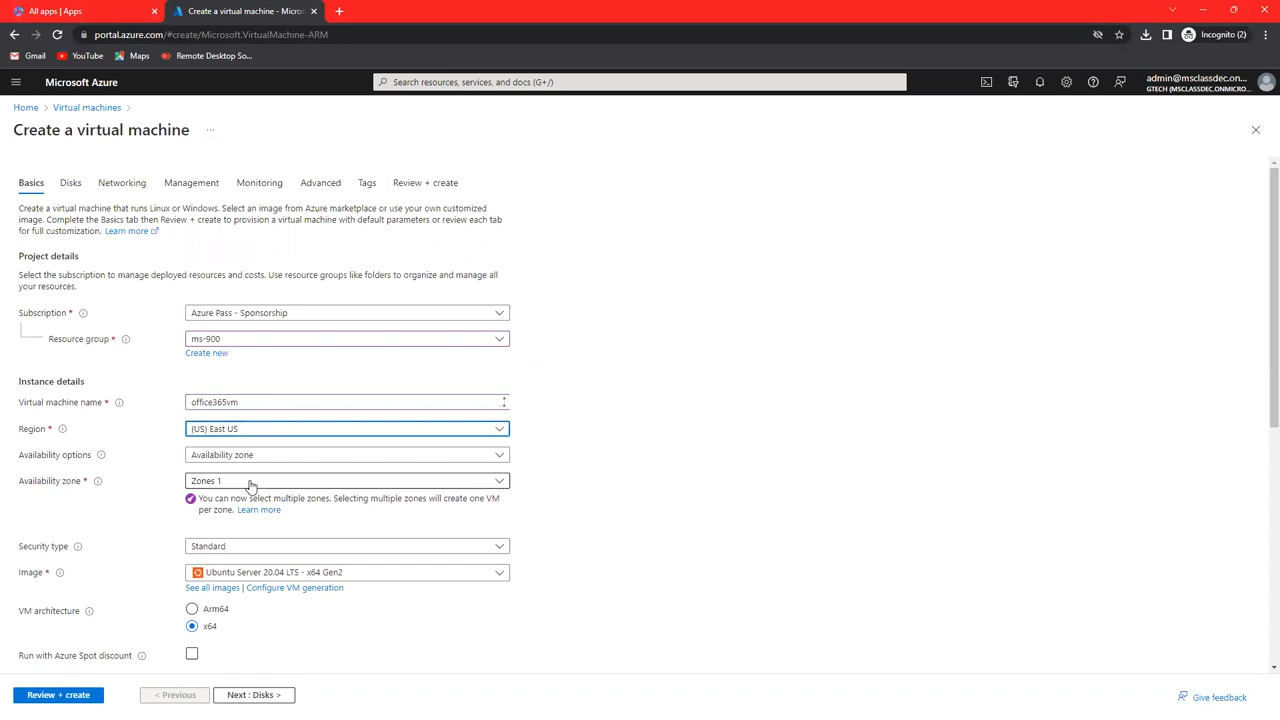 All apps | Apps
Create a virtual machine - Micros
portal.azure.com/#create/Microsoft.VirtualMachine-ARM
Incognito (2)
Gmail
YouTube
Maps
Remote Desktop So...
Microsoft Azure
Search resources, services, and docs (G+/)
admin@msclassdec.on...
GTECH (MSCLASSDEC.ONMICRO...
Home > Virtual machines >
Create a virtual machine ...
Basics
Disks
Networking
Management
Monitoring
Advanced
Tags
Review + create
Create a virtual machine that runs Linux or Windows. Select an image from Azure marketplace or use your own customized
image. Complete the Basics tab then Review + create to provision a virtual machine with default parameters or review each tab
for full customization. Learn more
Project details
Select the subscription to manage deployed resources and costs. Use resource groups like folders to organize and manage all
your resources.
Subscription *
Azure Pass - Sponsorship
Resource group *
ms-900
Create new
Instance details
Virtual machine name *
office365vm
Region *
(US) East US
Availability options
Availability zone
Availability zone *
Zones 1
You can now select multiple zones. Selecting multiple zones will create one VM
per zone. Learn more
Security type
Standard
Image *
Ubuntu Server 20.04 LTS - x64 Gen2
See all images | Configure VM generation
VM architecture
Arm64
x64
Run with Azure Spot discount
Review + create
< Previous
Next : Disks >
Give feedback